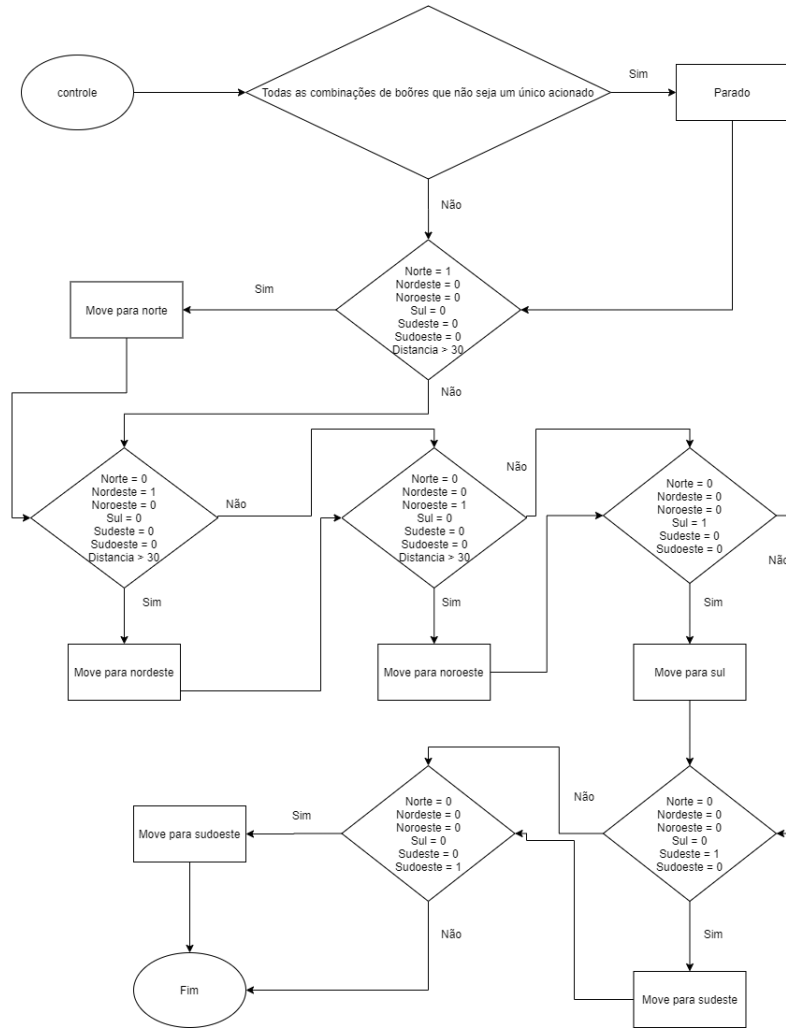 controle
Todas as combinações de boõres que não seja um único acionado
Sim
Parado
Não
Norte = 1
Nordeste = 0
Noroeste = 0
Sul = 0
Sudeste = 0
Sudoeste = 0
Distancia > 30
Sim
Move para norte
Não
Norte = 0
Nordeste = 1
Noroeste = 0
Sul = 0
Sudeste = 0
Sudoeste = 0
Distancia > 30
Não
Sim
Move para nordeste
Norte = 0
Nordeste = 0
Noroeste = 1
Sul = 0
Sudeste = 0
Sudoeste = 0
Distancia > 30
Não
Sim
Move para noroeste
Norte = 0
Nordeste = 0
Noroeste = 0
Sul = 1
Sudeste = 0
Sudoeste = 0
Não
Sim
Move para sul
Norte = 0
Nordeste = 0
Noroeste = 0
Sul = 0
Sudeste = 1
Sudoeste = 0
Não
Sim
Move para sudeste
Norte = 0
Nordeste = 0
Noroeste = 0
Sul = 0
Sudeste = 0
Sudoeste = 1
Sim
Move para sudoeste
Não
Fim